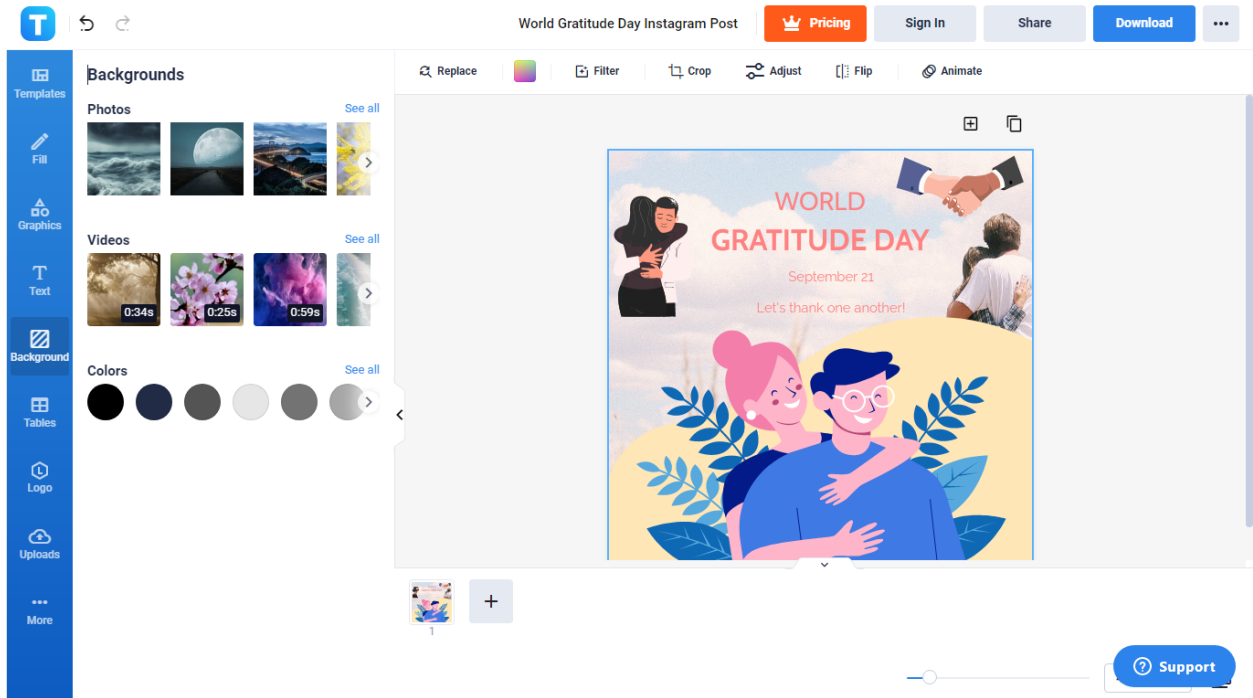 T
World Gratitude Day Instagram Post
Pricing
Sign In
Share
Download
Templates
Fill
Graphics
T
Text
Background
Tables
Logo
Uploads
More
Backgrounds
Photos
See all
Videos
See all
0:34s
0:25s
0:59s
Colors
See all
Replace
Filter
Crop
Adjust
Flip
Animate
WORLD
GRATITUDE DAY
September 21
Let's thank one another!
1
Support